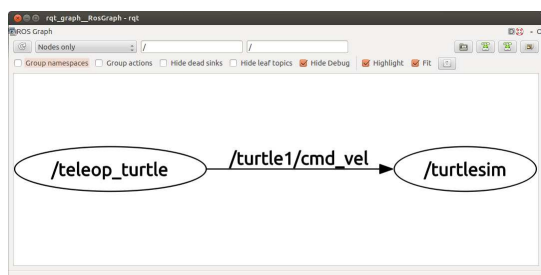 rqt_graph__RosGraph - rqt
ROS Graph
Nodes only / /
Group namespaces Group actions Hide dead sinks Hide leaf topics Hide Debug Highlight Fit
/teleop_turtle /turtle1/cmd_vel /turtlesim